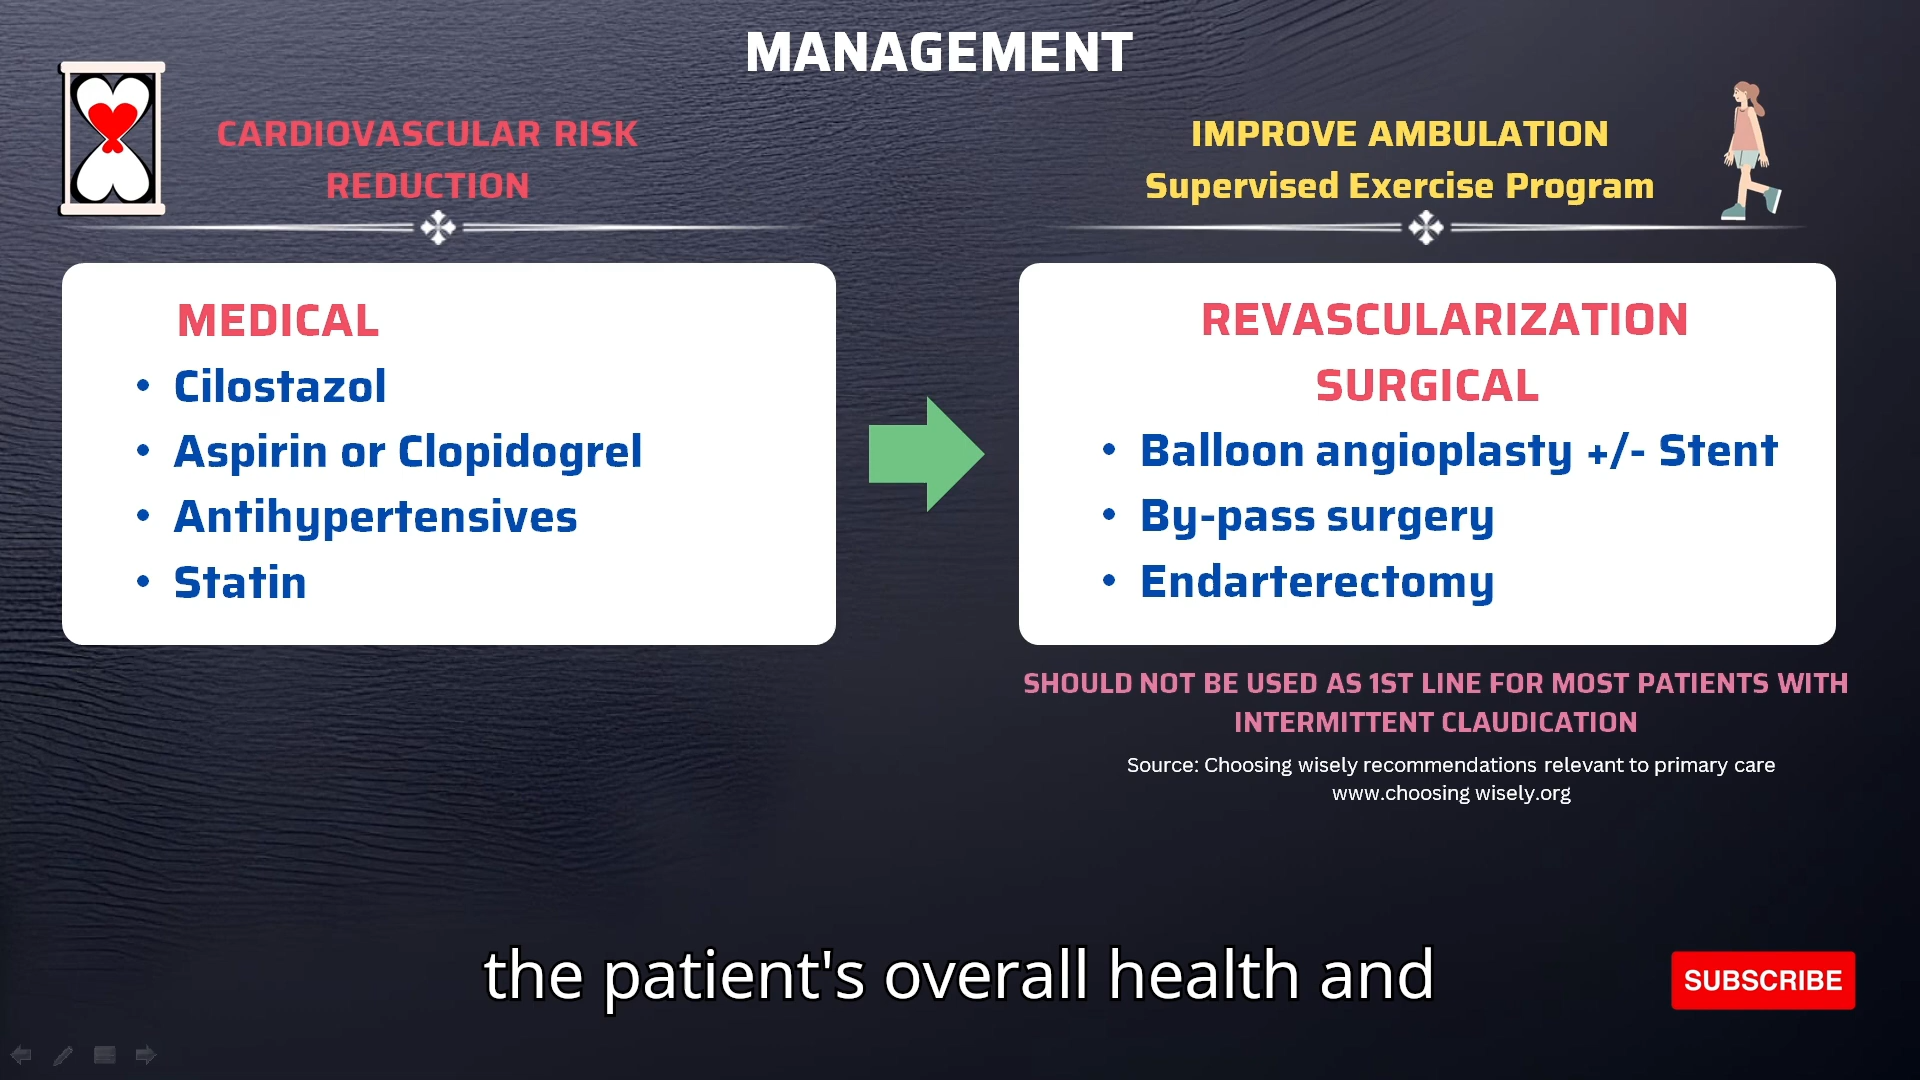 MANAGEMENT
CARDIOVASCULAR RISK
REDUCTION
IMPROVE AMBULATION
Supervised Exercise Program
MEDICAL
• Cilostazol
• Aspirin or Clopidogrel
• Antihypertensives
• Statin
REVASCULARIZATION
SURGICAL
• Balloon angioplasty +/- Stent
• By-pass surgery
• Endarterectomy
SHOULD NOT BE USED AS 1ST LINE FOR MOST PATIENTS WITH
INTERMITTENT CLAUDICATION
Source: Choosing wisely recommendations relevant to primary care
www.choosing wisely.org
the patient's overall health and
SUBSCRIBE